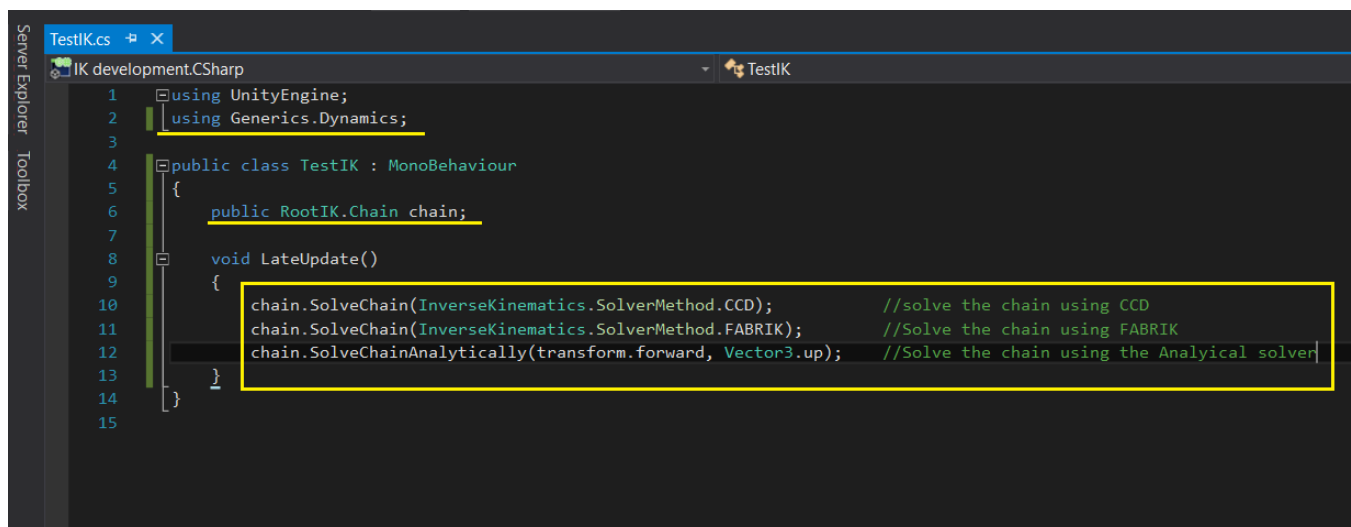 Server Explorer
Toolbox
TestIK.cs
IK development.CSharp
TestIK
1 using UnityEngine;
2 using Generics.Dynamics;
3
4 public class TestIK : MonoBehaviour
5 {
6 public RootIK.Chain chain;
7
8 void LateUpdate()
9 {
10 chain.SolveChain(InverseKinematics.SolverMethod.CCD); //solve the chain using CCD
11 chain.SolveChain(InverseKinematics.SolverMethod.FABRIK); //Solve the chain using FABRIK
12 chain.SolveChainAnalytically(transform.forward, Vector3.up); //Solve the chain using the Analyical solver
13 }
14 }
15